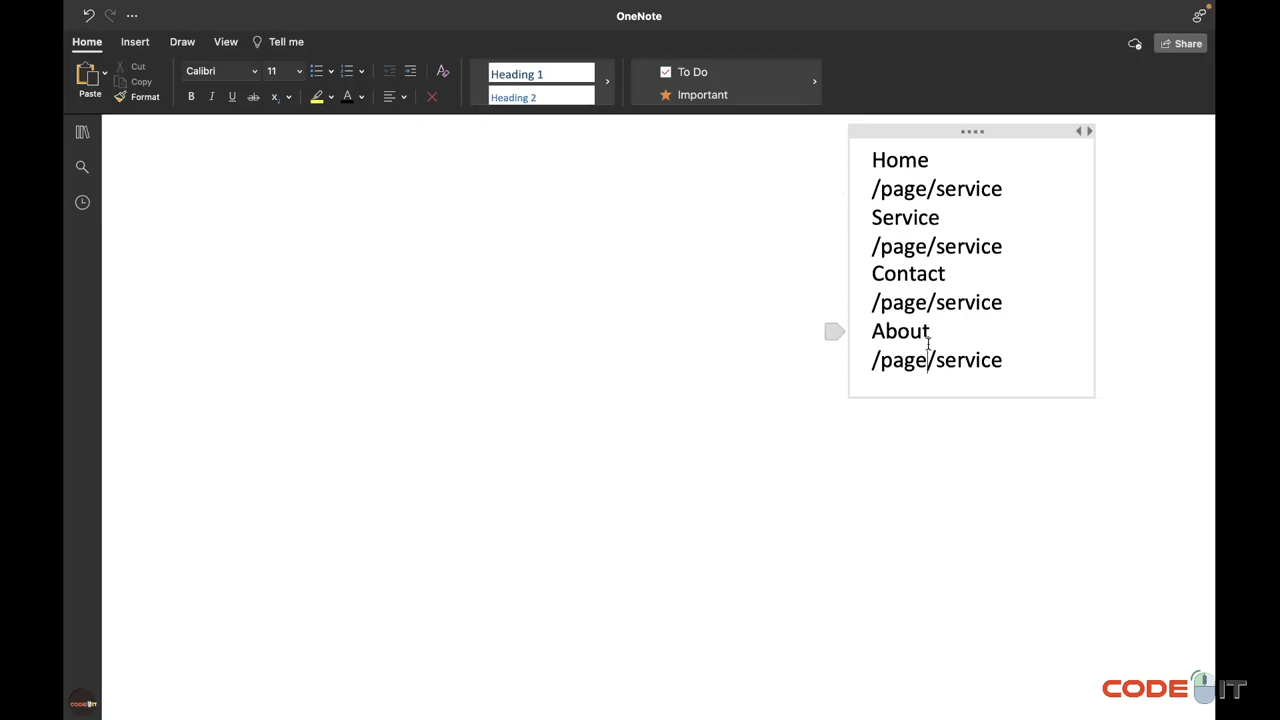 OneNote
Home Insert Draw View Tell me
Share
Paste
Cut
Copy
Format
Calibri 11
B I U ab x
A
Heading 1
Heading 2
To Do
Important
Home
/page/service
Service
/page/service
Contact
/page/service
About
/page/service
CODE IT